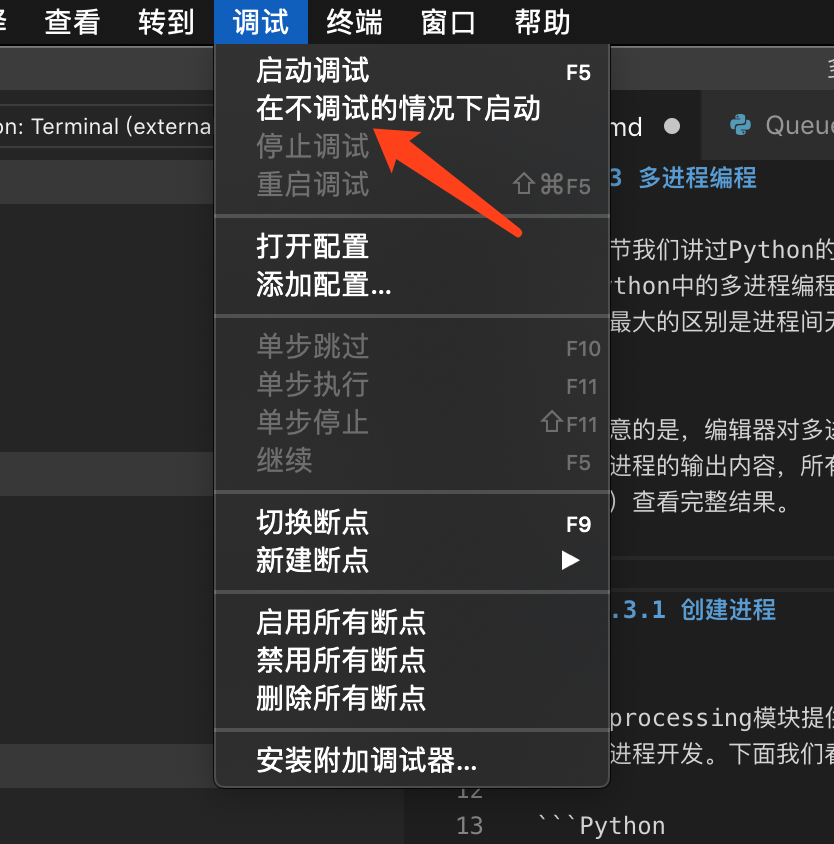 查看 转到 调试 终端 窗口 帮助
启动调试 F5
在不调试的情况下启动
停止调试
重启调试 ⇧⌘F5
打开配置
添加配置...
单步跳过 F10
单步执行 F11
单步停止 ⇧F11
继续 F5
切换断点 F9
新建断点 ▶
启用所有断点
禁用所有断点
删除所有断点
安装附加调试器...
on: Terminal (externa
md ● Queue
3 多进程编程
节我们讲过Python的
thon中的多进程编程
最大的区别是进程间
意的是，编辑器对多
进程的输出内容，所有
）查看完整结果。
.3.1 创建进程
processing模块提供
进程开发。下面我们看
12
13 ```Python